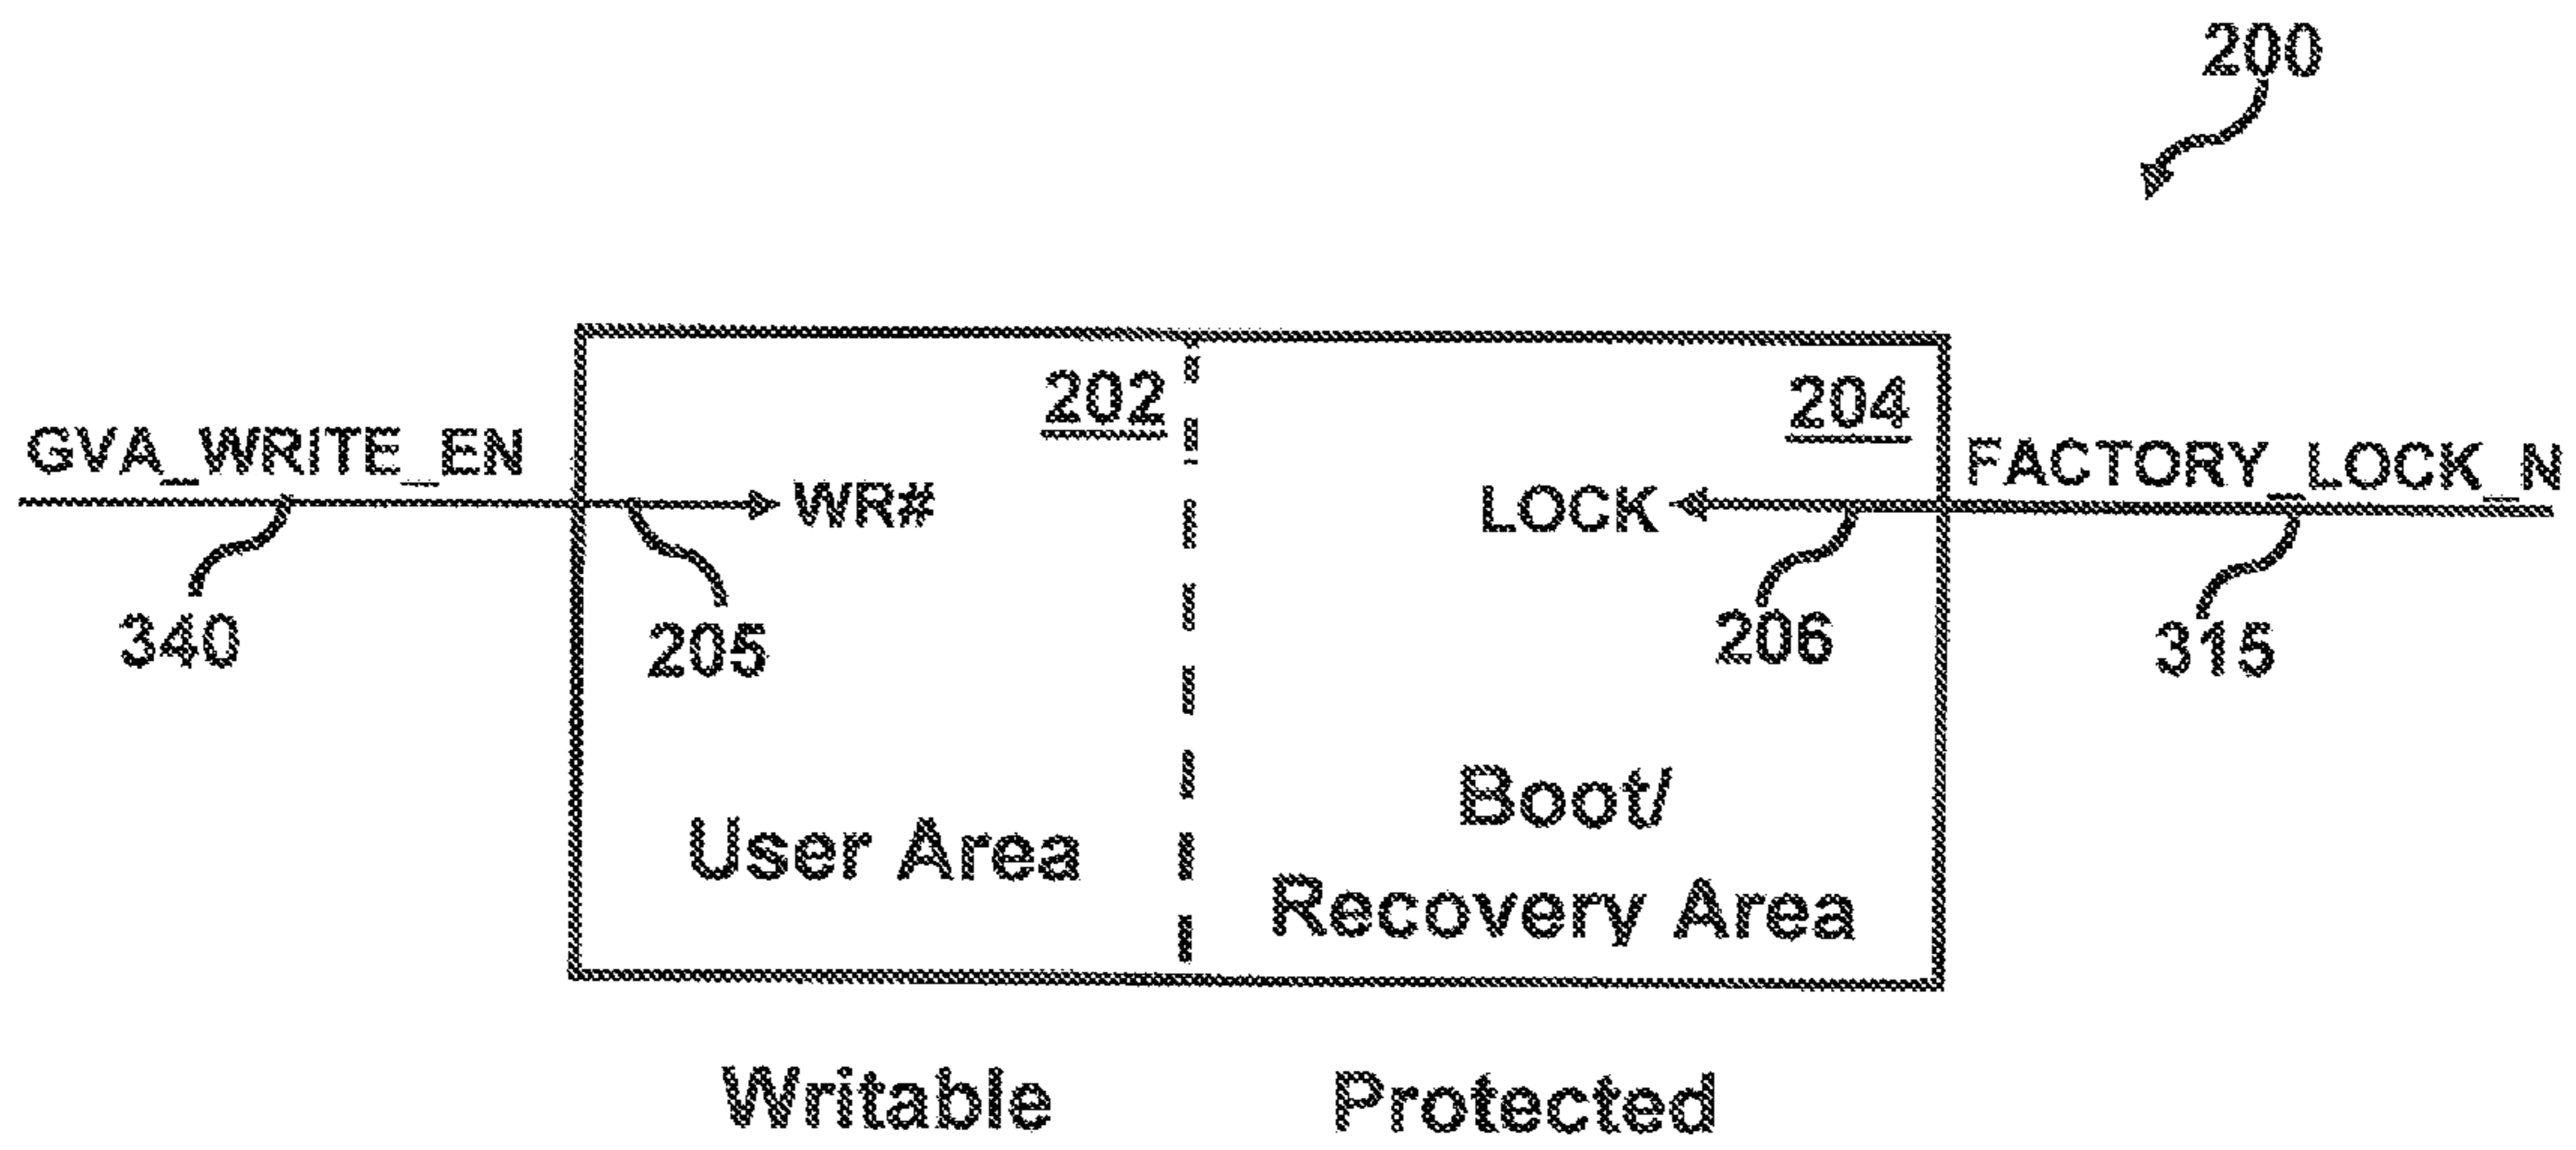 200
202
204
GVA_WRITE_EN
FACTORY_LOCK_N
WR#
LOCK
340
205
206
315
User Area
Boot/
Recovery Area
Writable
Protected